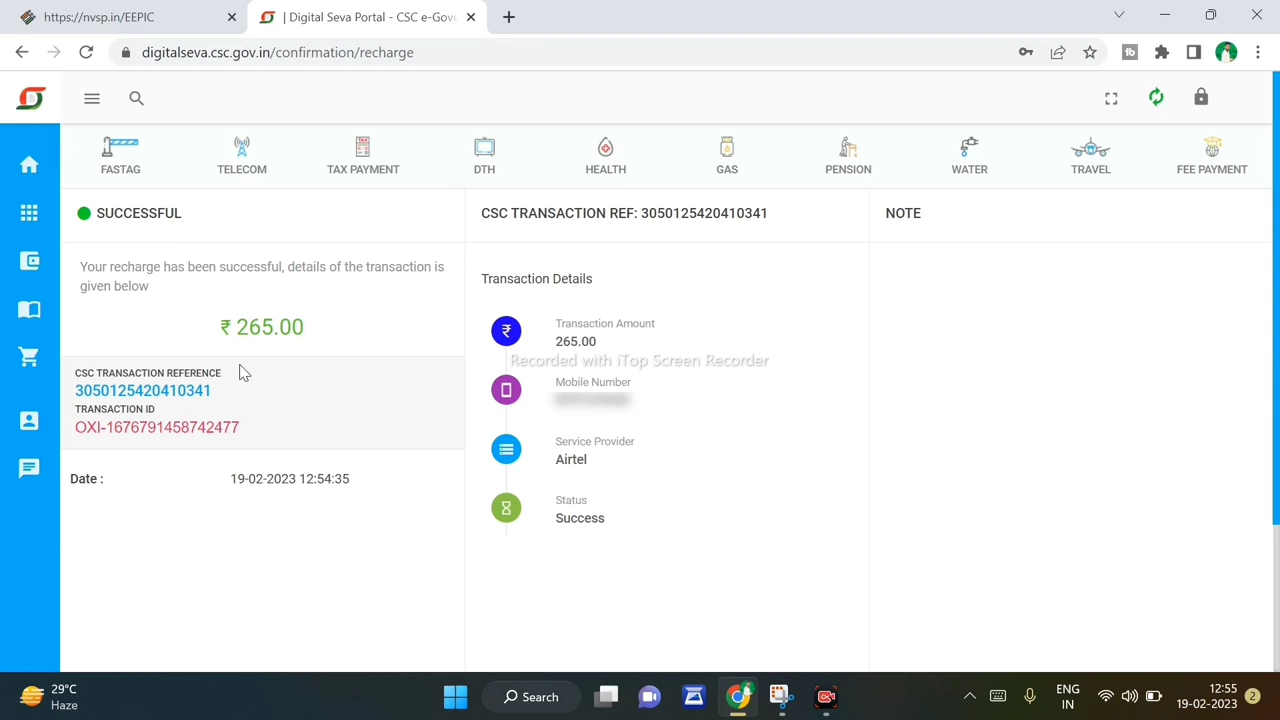 https://nvsp.in/EEPIC
| Digital Seva Portal - CSC e-Gove
digitalseva.csc.gov.in/confirmation/recharge
FASTAG
TELECOM
TAX PAYMENT
DTH
HEALTH
GAS
PENSION
WATER
TRAVEL
FEE PAYMENT
SUCCESSFUL
Your recharge has been successful, details of the transaction is
given below
₹ 265.00
CSC TRANSACTION REFERENCE
3050125420410341
TRANSACTION ID
OXI-1676791458742477
Date :
19-02-2023 12:54:35
CSC TRANSACTION REF: 3050125420410341
Transaction Details
Transaction Amount
265.00
Recorded with iTop Screen Recorder
Mobile Number
Service Provider
Airtel
Status
Success
NOTE
29°C
Haze
Search
ENG
IN
12:55
19-02-2023
2